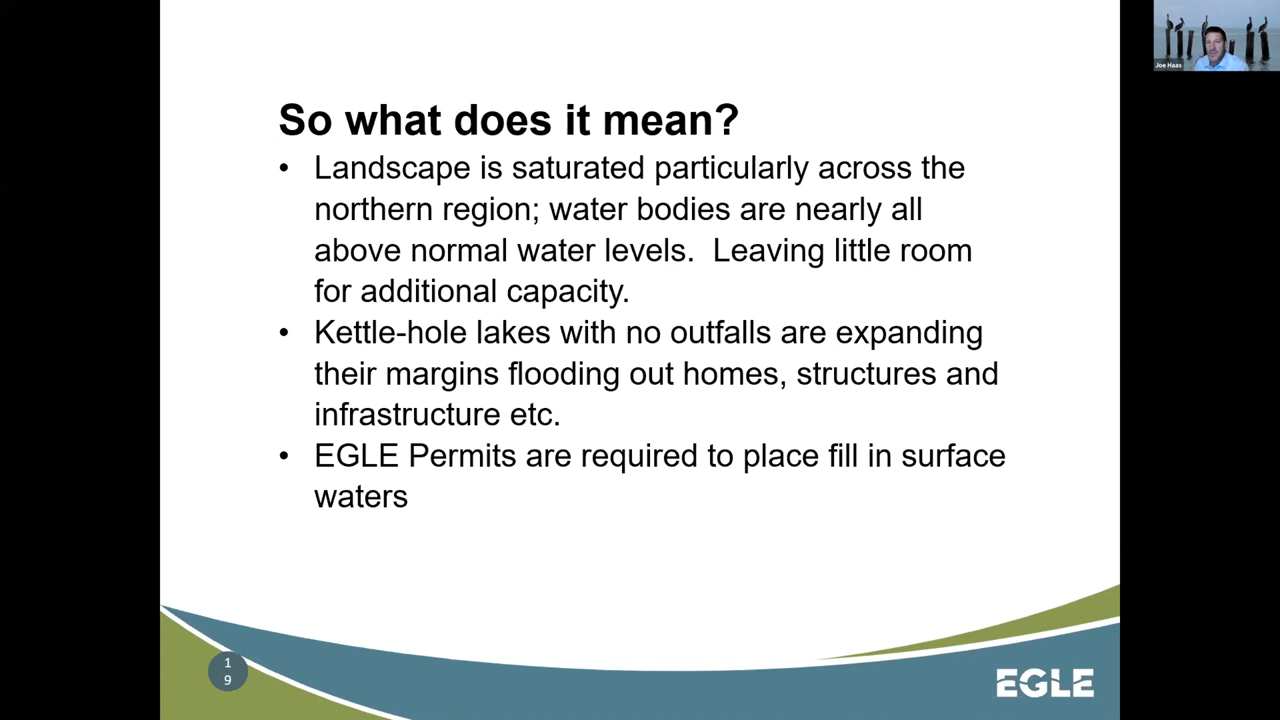 Joe Haas
So what does it mean?
• Landscape is saturated particularly across the
northern region; water bodies are nearly all
above normal water levels.  Leaving little room
for additional capacity.
• Kettle-hole lakes with no outfalls are expanding
their margins flooding out homes, structures and
infrastructure etc.
• EGLE Permits are required to place fill in surface
waters
1
9
EGLE